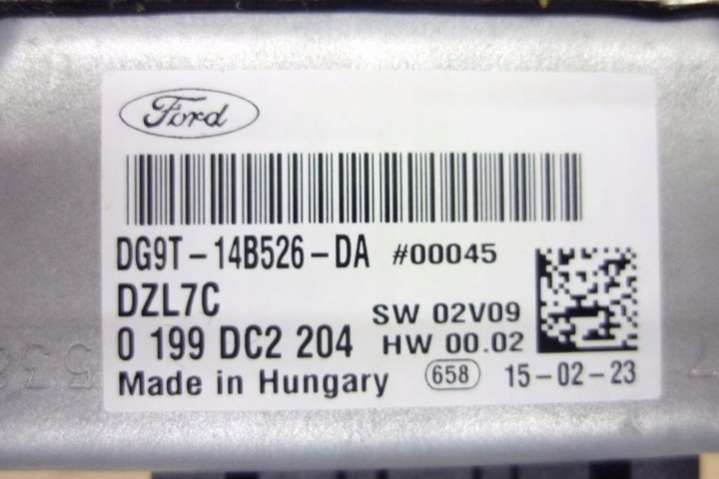 Ford
DG9T-14B526-DA #00045
DZL7C
SW 02V09
0 199 DC2 204 HW 00.02
Made in Hungary 658 15-02-23